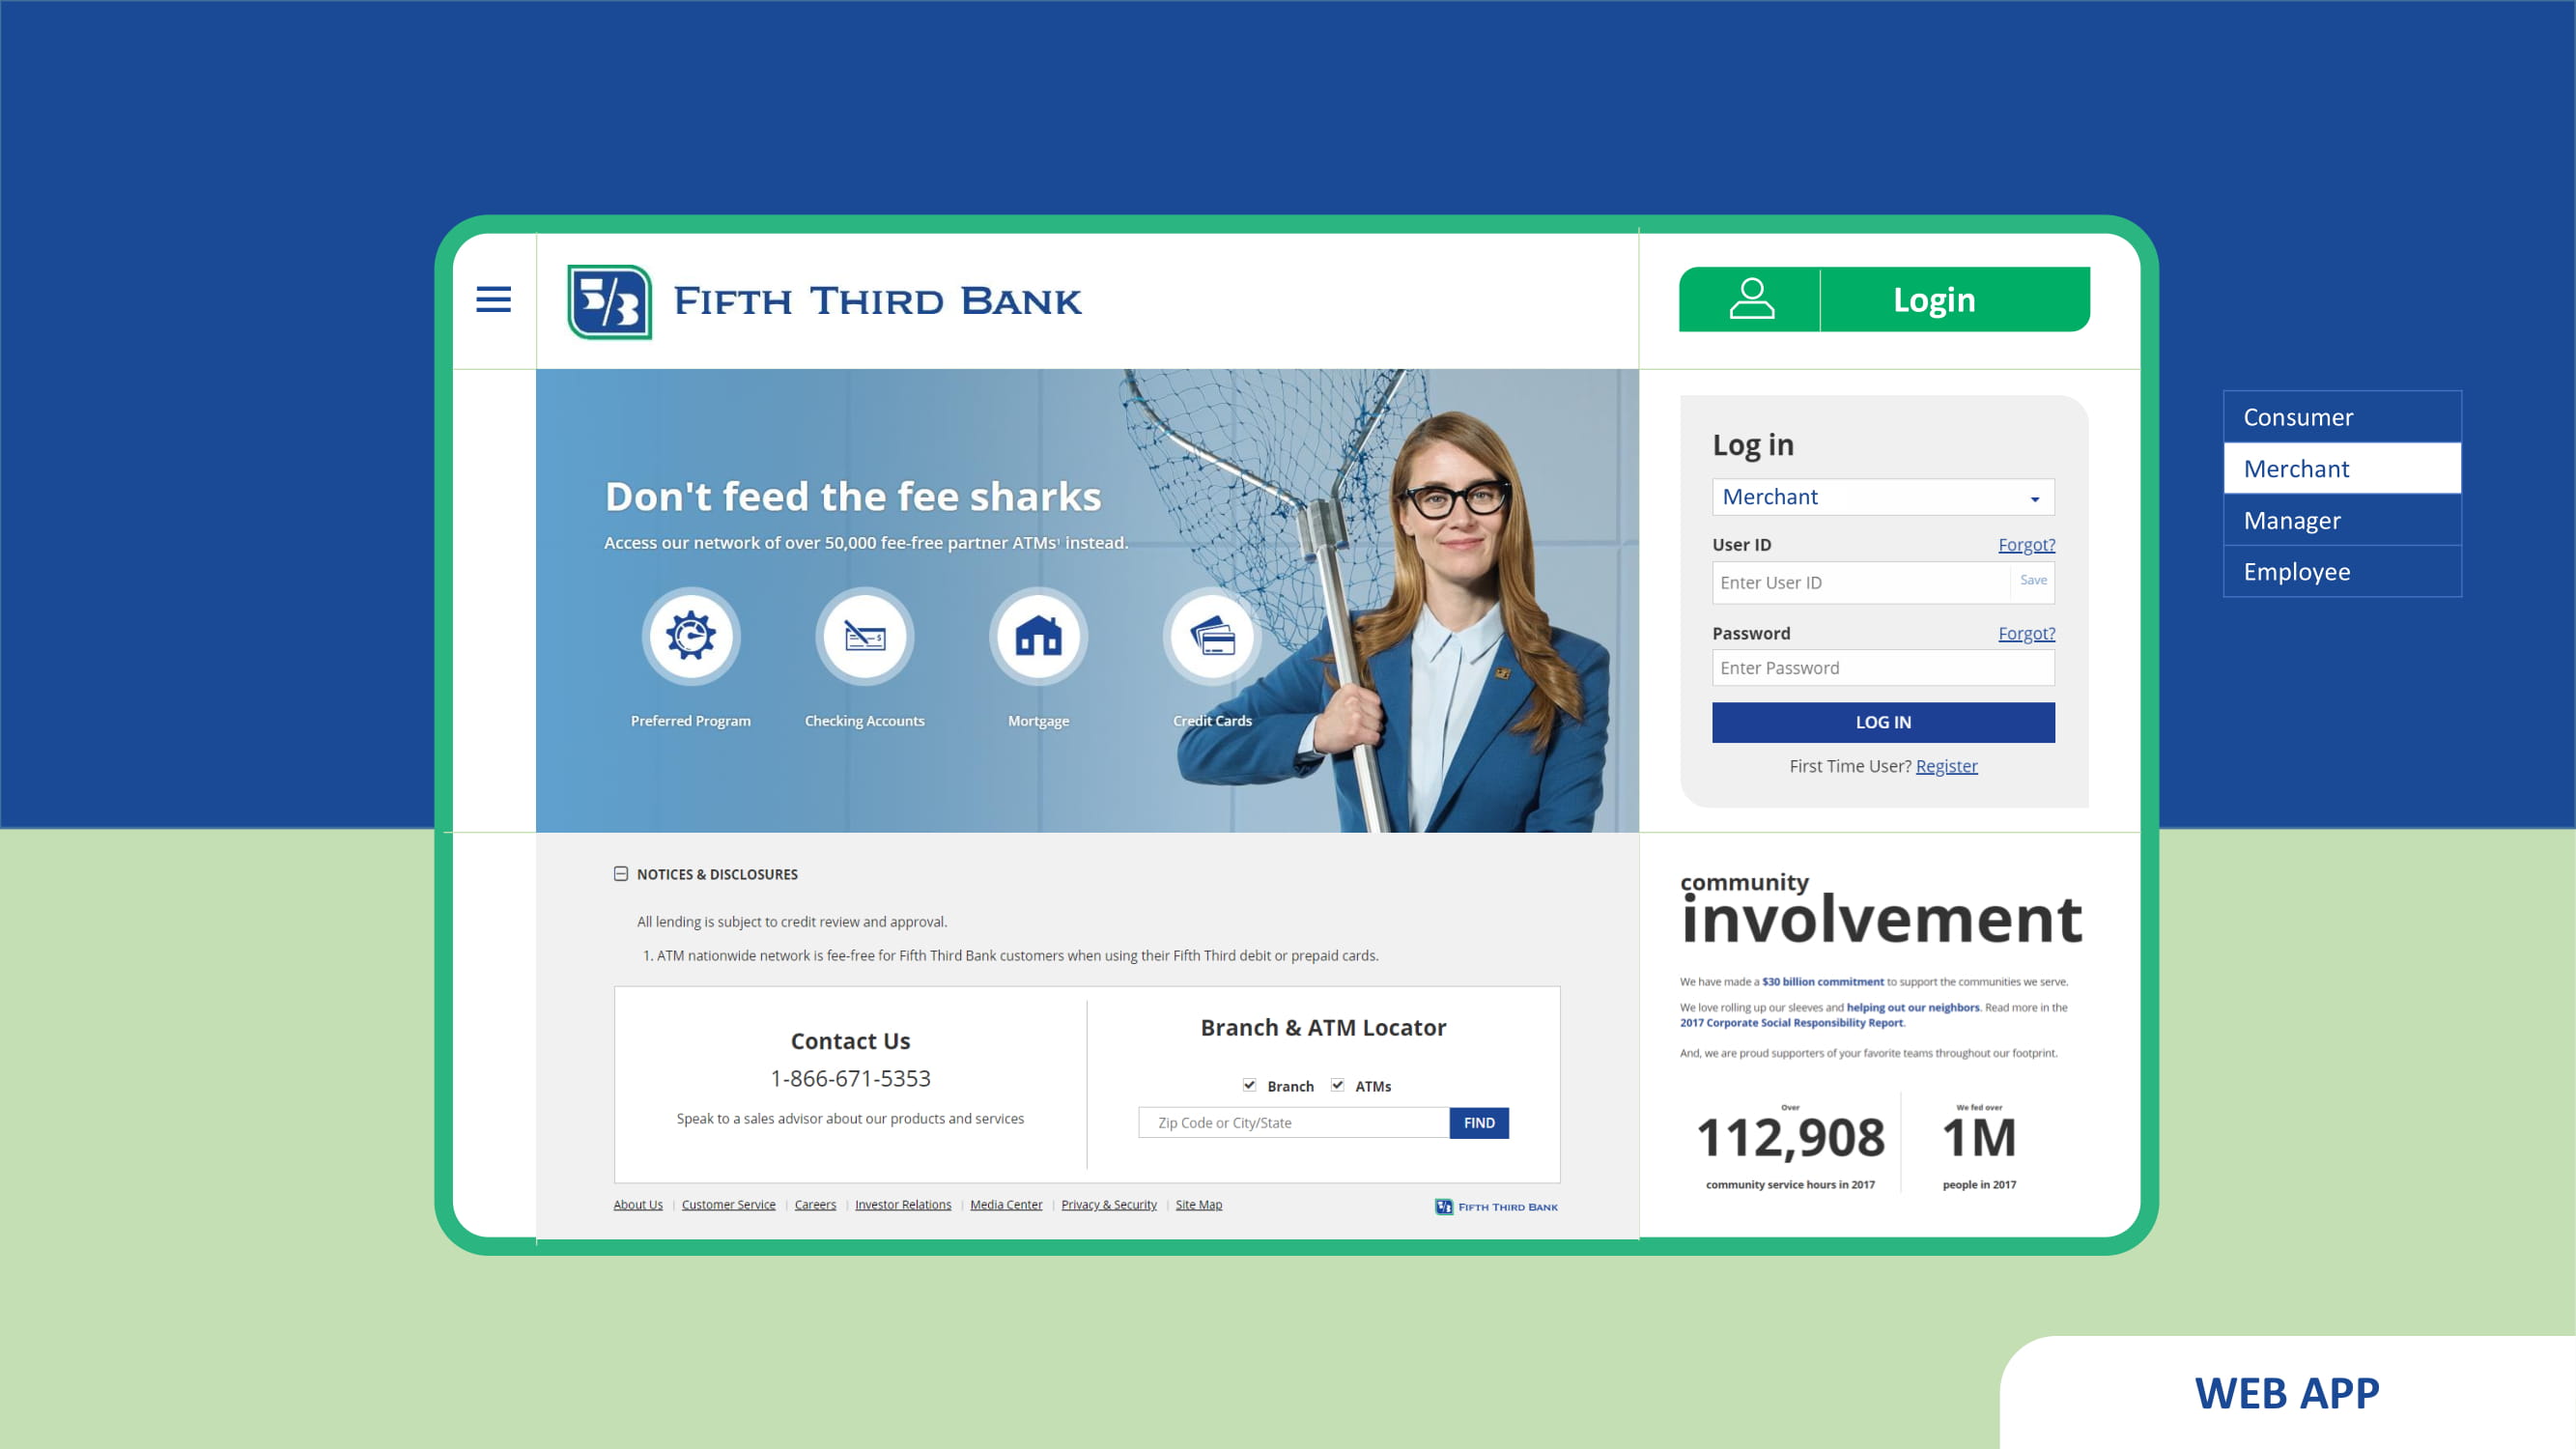 5/3 FIFTH THIRD BANK
Login
Don't feed the fee sharks
Access our network of over 50,000 fee-free partner ATMs¹ instead.
Preferred Program
Checking Accounts
Mortgage
Credit Cards
Log in
Merchant
User ID Forgot?
Enter User ID Save
Password Forgot?
Enter Password
LOG IN
First Time User? Register
Consumer
Merchant
Manager
Employee
NOTICES & DISCLOSURES
All lending is subject to credit review and approval.
1. ATM nationwide network is fee-free for Fifth Third Bank customers when using their Fifth Third debit or prepaid cards.
Contact Us
1-866-671-5353
Speak to a sales advisor about our products and services
Branch & ATM Locator
Branch ATMs
Zip Code or City/State FIND
About Us | Customer Service | Careers | Investor Relations | Media Center | Privacy & Security | Site Map
5/3 FIFTH THIRD BANK
community
involvement
We have made a $30 billion commitment to support the communities we serve.
We love rolling up our sleeves and helping out our neighbors. Read more in the
2017 Corporate Social Responsibility Report.
And, we are proud supporters of your favorite teams throughout our footprint.
Over
112,908
community service hours in 2017
We fed over
1M
people in 2017
WEB APP